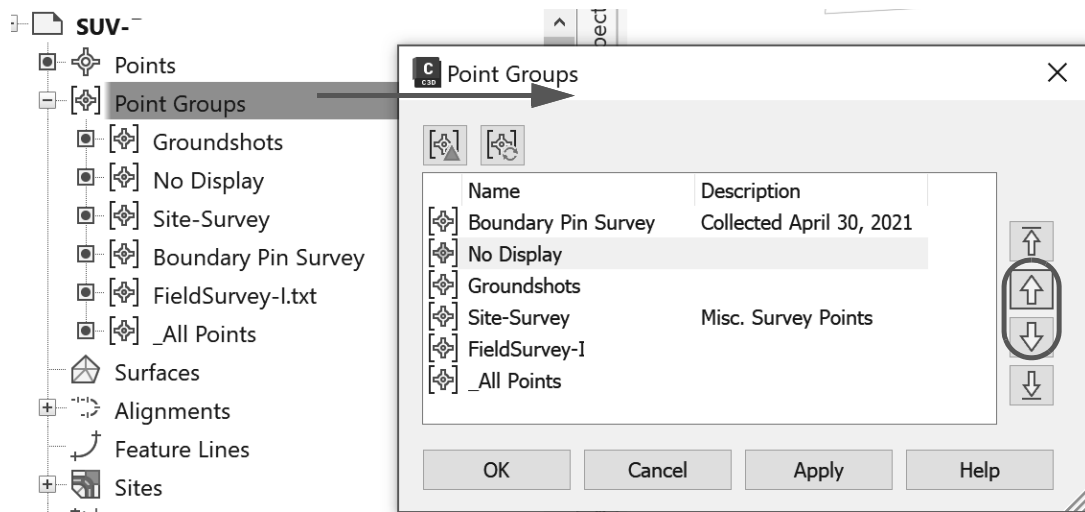 SUV-
Points
Point Groups
Groundshots
No Display
Site-Survey
Boundary Pin Survey
FieldSurvey-I.txt
_All Points
Surfaces
Alignments
Feature Lines
Sites
C
C3D
Point Groups
Name Description
Boundary Pin Survey Collected April 30, 2021
No Display
Groundshots
Site-Survey Misc. Survey Points
FieldSurvey-I
_All Points
OK Cancel Apply Help